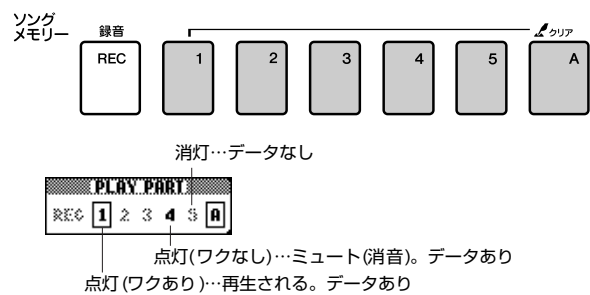 ソング
メモリー
録音
クリア
REC 1 2 3 4 5 A
消灯…データなし
PLAY PART
REC 1 2 3 4 5 A
点灯(ワクなし)…ミュート(消音)。データあり
点灯(ワクあり)…再生される。データあり